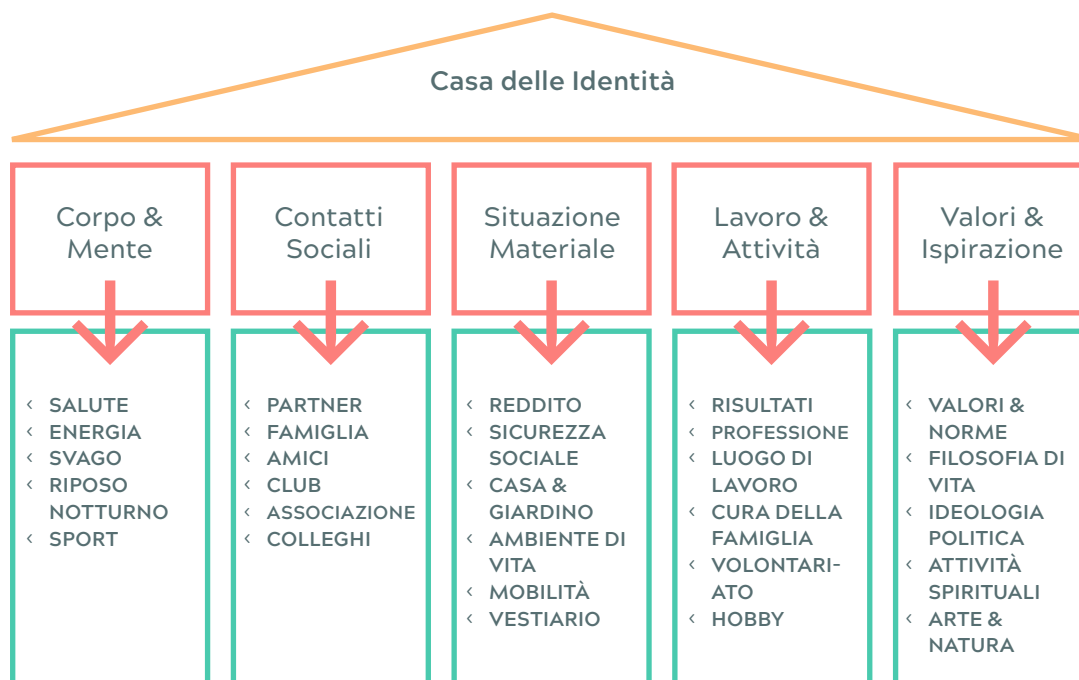 Casa delle Identità
Corpo &
Mente
Contatti
Sociali
Situazione
Materiale
Lavoro &
Attività
Valori &
Ispirazione
‹ SALUTE
‹ ENERGIA
‹ SVAGO
‹ RIPOSO
NOTTURNO
‹ SPORT
‹ PARTNER
‹ FAMIGLIA
‹ AMICI
‹ CLUB
‹ ASSOCIAZIONE
‹ COLLEGHI
‹ REDDITO
‹ SICUREZZA
SOCIALE
‹ CASA &
GIARDINO
‹ AMBIENTE DI
VITA
‹ MOBILITÀ
‹ VESTIARIO
‹ RISULTATI
‹ PROFESSIONE
‹ LUOGO DI
LAVORO
‹ CURA DELLA
FAMIGLIA
‹ VOLONTARI-
ATO
‹ HOBBY
‹ VALORI &
NORME
‹ FILOSOFIA DI
VITA
‹ IDEOLOGIA
POLITICA
‹ ATTIVITÀ
SPIRITUALI
‹ ARTE &
NATURA